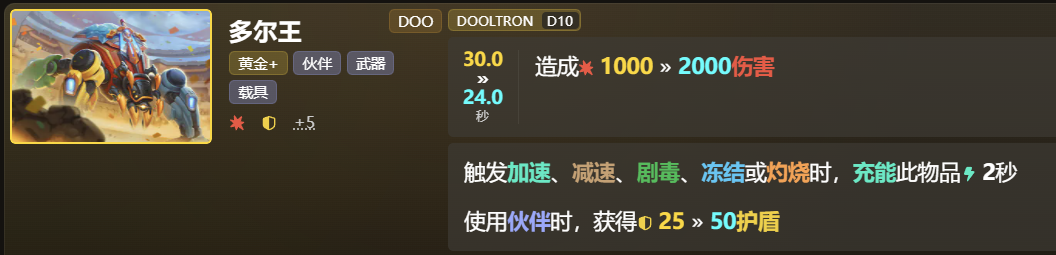 多尔王
DOO
黄金+
伙伴
武器
载具
+5
DOOLTRON D10
30.0
»
24.0
秒
造成 1000 » 2000伤害
触发加速、减速、剧毒、冻结或灼烧时，充能此物品 2秒
使用伙伴时，获得 25 » 50护盾